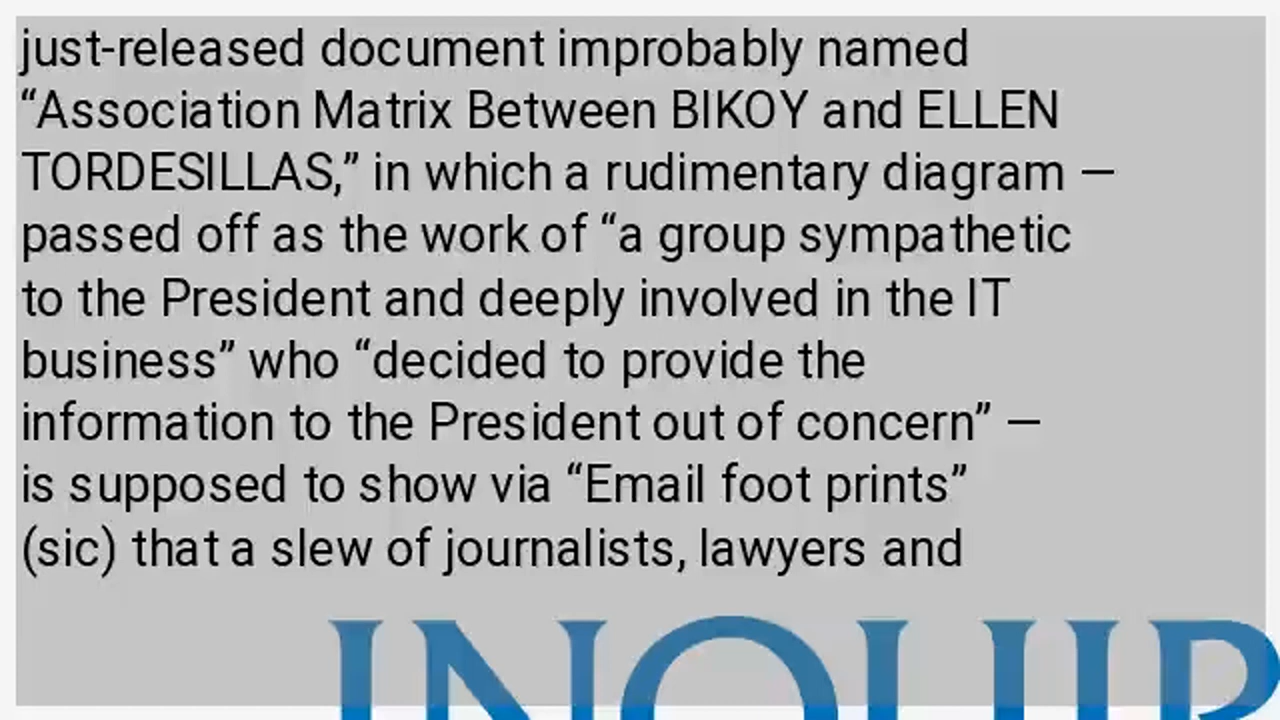 just-released document improbably named
“Association Matrix Between BIKOY and ELLEN
TORDESILLAS,” in which a rudimentary diagram —
passed off as the work of “a group sympathetic
to the President and deeply involved in the IT
business” who “decided to provide the
information to the President out of concern” —
is supposed to show via “Email foot prints”
(sic) that a slew of journalists, lawyers and